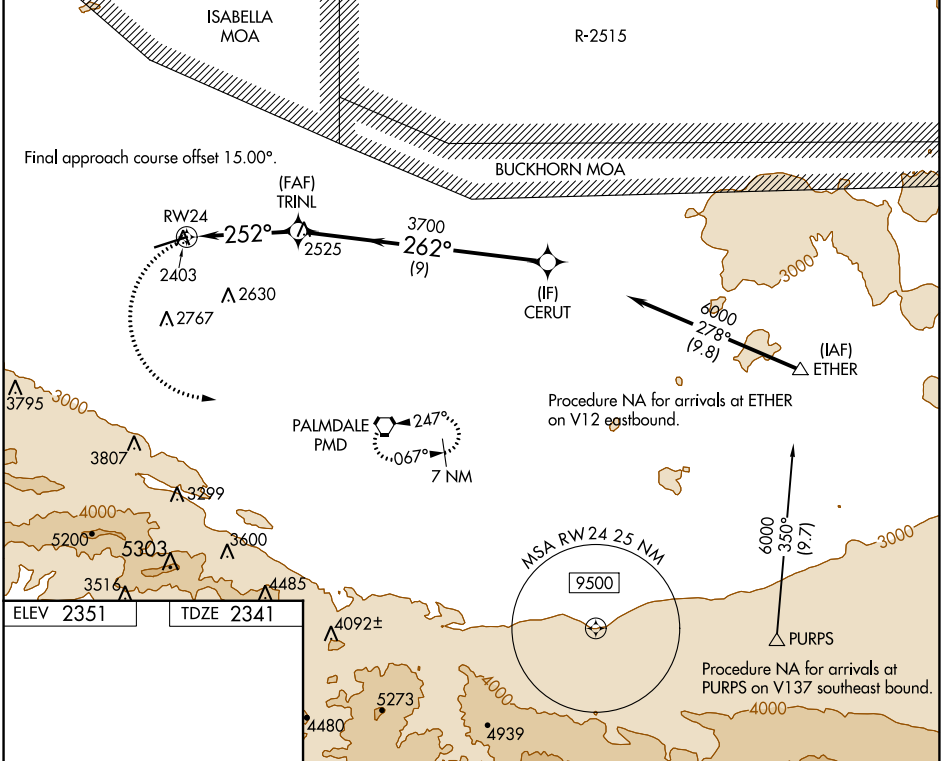 ISABELLA
MOA
R-2515
Final approach course offset 15.00°.
BUCKHORN MOA
(FAF)
TRINL
RW24
252°
2525
3700
262°
(9)
2403
(IF)
CERUT
3000
2630
2767
6000
278°
(9.8)
(IAF)
ETHER
3795
3000
Procedure NA for arrivals at ETHER
on V12 eastbound.
PALMDALE
PMD
247°
067°
7 NM
3807
3299
4000
5200
5303
3600
3516
4485
6000
350°
(9.7)
3000
MSA RW24 25 NM
9500
ELEV 2351
TDZE 2341
4092±
PURPS
Procedure NA for arrivals at
PURPS on V137 southeast bound.
4000
5273
4000
4480
4939